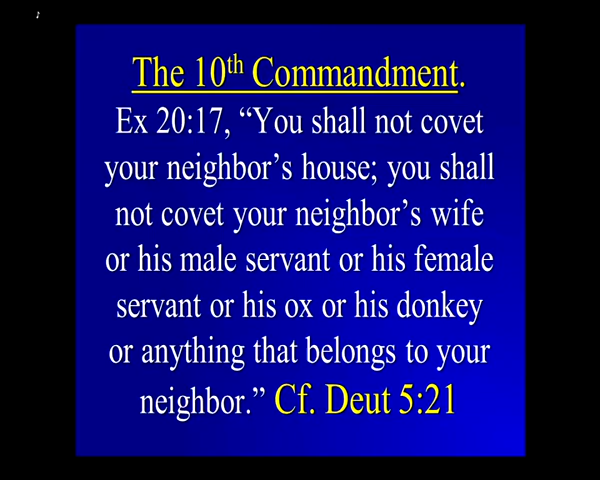 The 10th Commandment.
Ex 20:17, “You shall not covet
your neighbor’s house; you shall
not covet your neighbor’s wife
or his male servant or his female
servant or his ox or his donkey
or anything that belongs to your
neighbor.” Cf. Deut 5:21